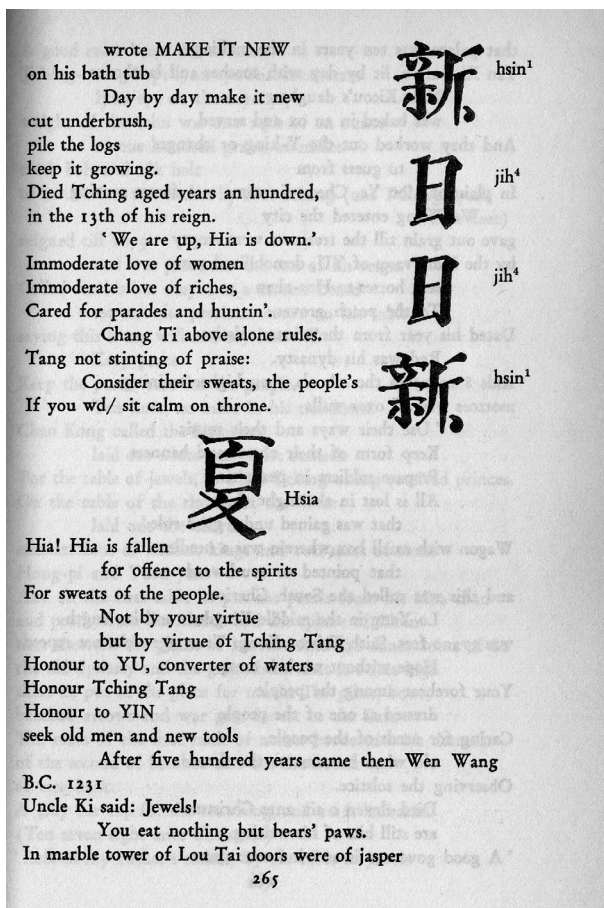 wrote MAKE IT NEW
on his bath tub
Day by day make it new
cut underbrush,
pile the logs
keep it growing.
Died Tching aged years an hundred,
in the 13th of his reign.
‘ We are up, Hia is down.’
Immoderate love of women
Immoderate love of riches,
Cared for parades and huntin’.
Chang Ti above alone rules.
Tang not stinting of praise:
Consider their sweats, the people’s
If you wd/ sit calm on throne.
新 hsin¹
日 jih⁴
日 jih⁴
新 hsin¹
夏 Hsia
Hia! Hia is fallen
for offence to the spirits
For sweats of the people.
Not by your virtue
but by virtue of Tching Tang
Honour to YU, converter of waters
Honour Tching Tang
Honour to YIN
seek old men and new tools
After five hundred years came then Wen Wang
B.C. 1231
Uncle Ki said: Jewels!
You eat nothing but bears’ paws.
In marble tower of Lou Tai doors were of jasper
265